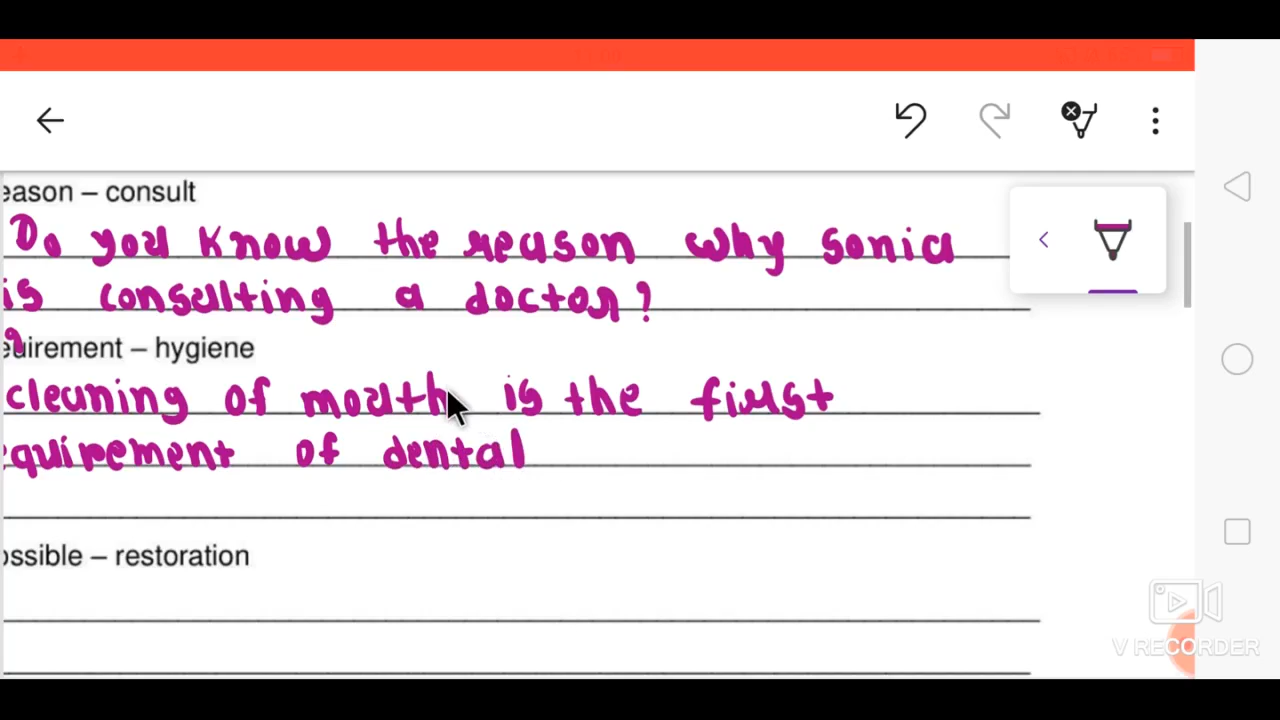 eason – consult
Do you know the reason why sonia
is consulting a doctor?
equirement – hygiene
cleaning of mouth is the first
equirement of dental
ossible – restoration
V RECORDER